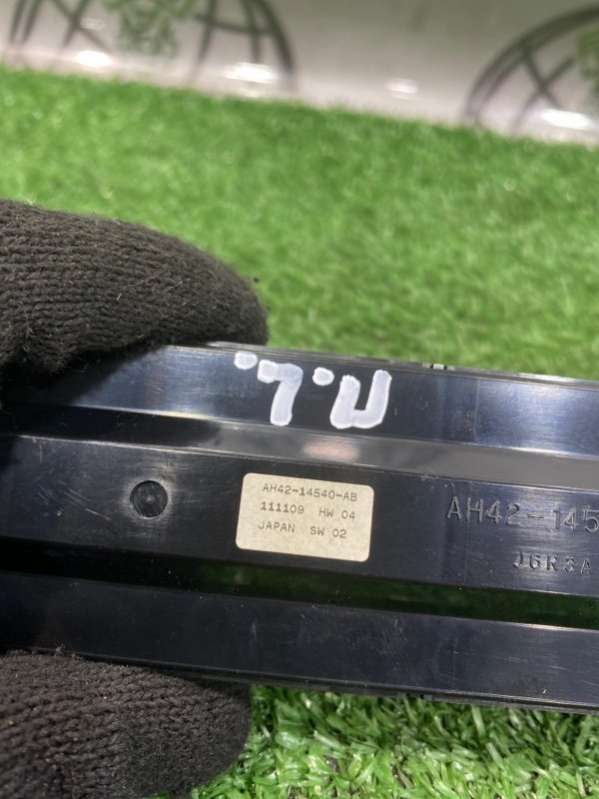 AH42-14540-AB
111109 HW 04
JAPAN SW 02
AH42-145
J6R3A